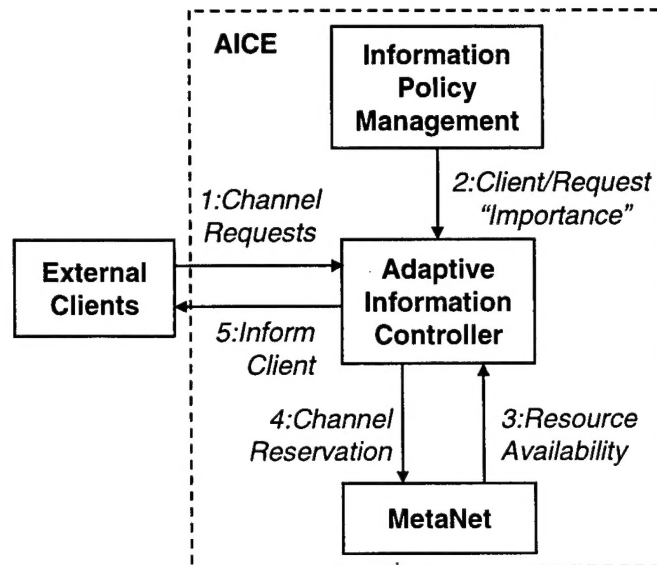 AICE
Information
Policy
Management
2:Client/Request
“Importance”
1:Channel
Requests
External
Clients
Adaptive
Information
Controller
5:Inform
Client
4:Channel
Reservation
3:Resource
Availability
MetaNet